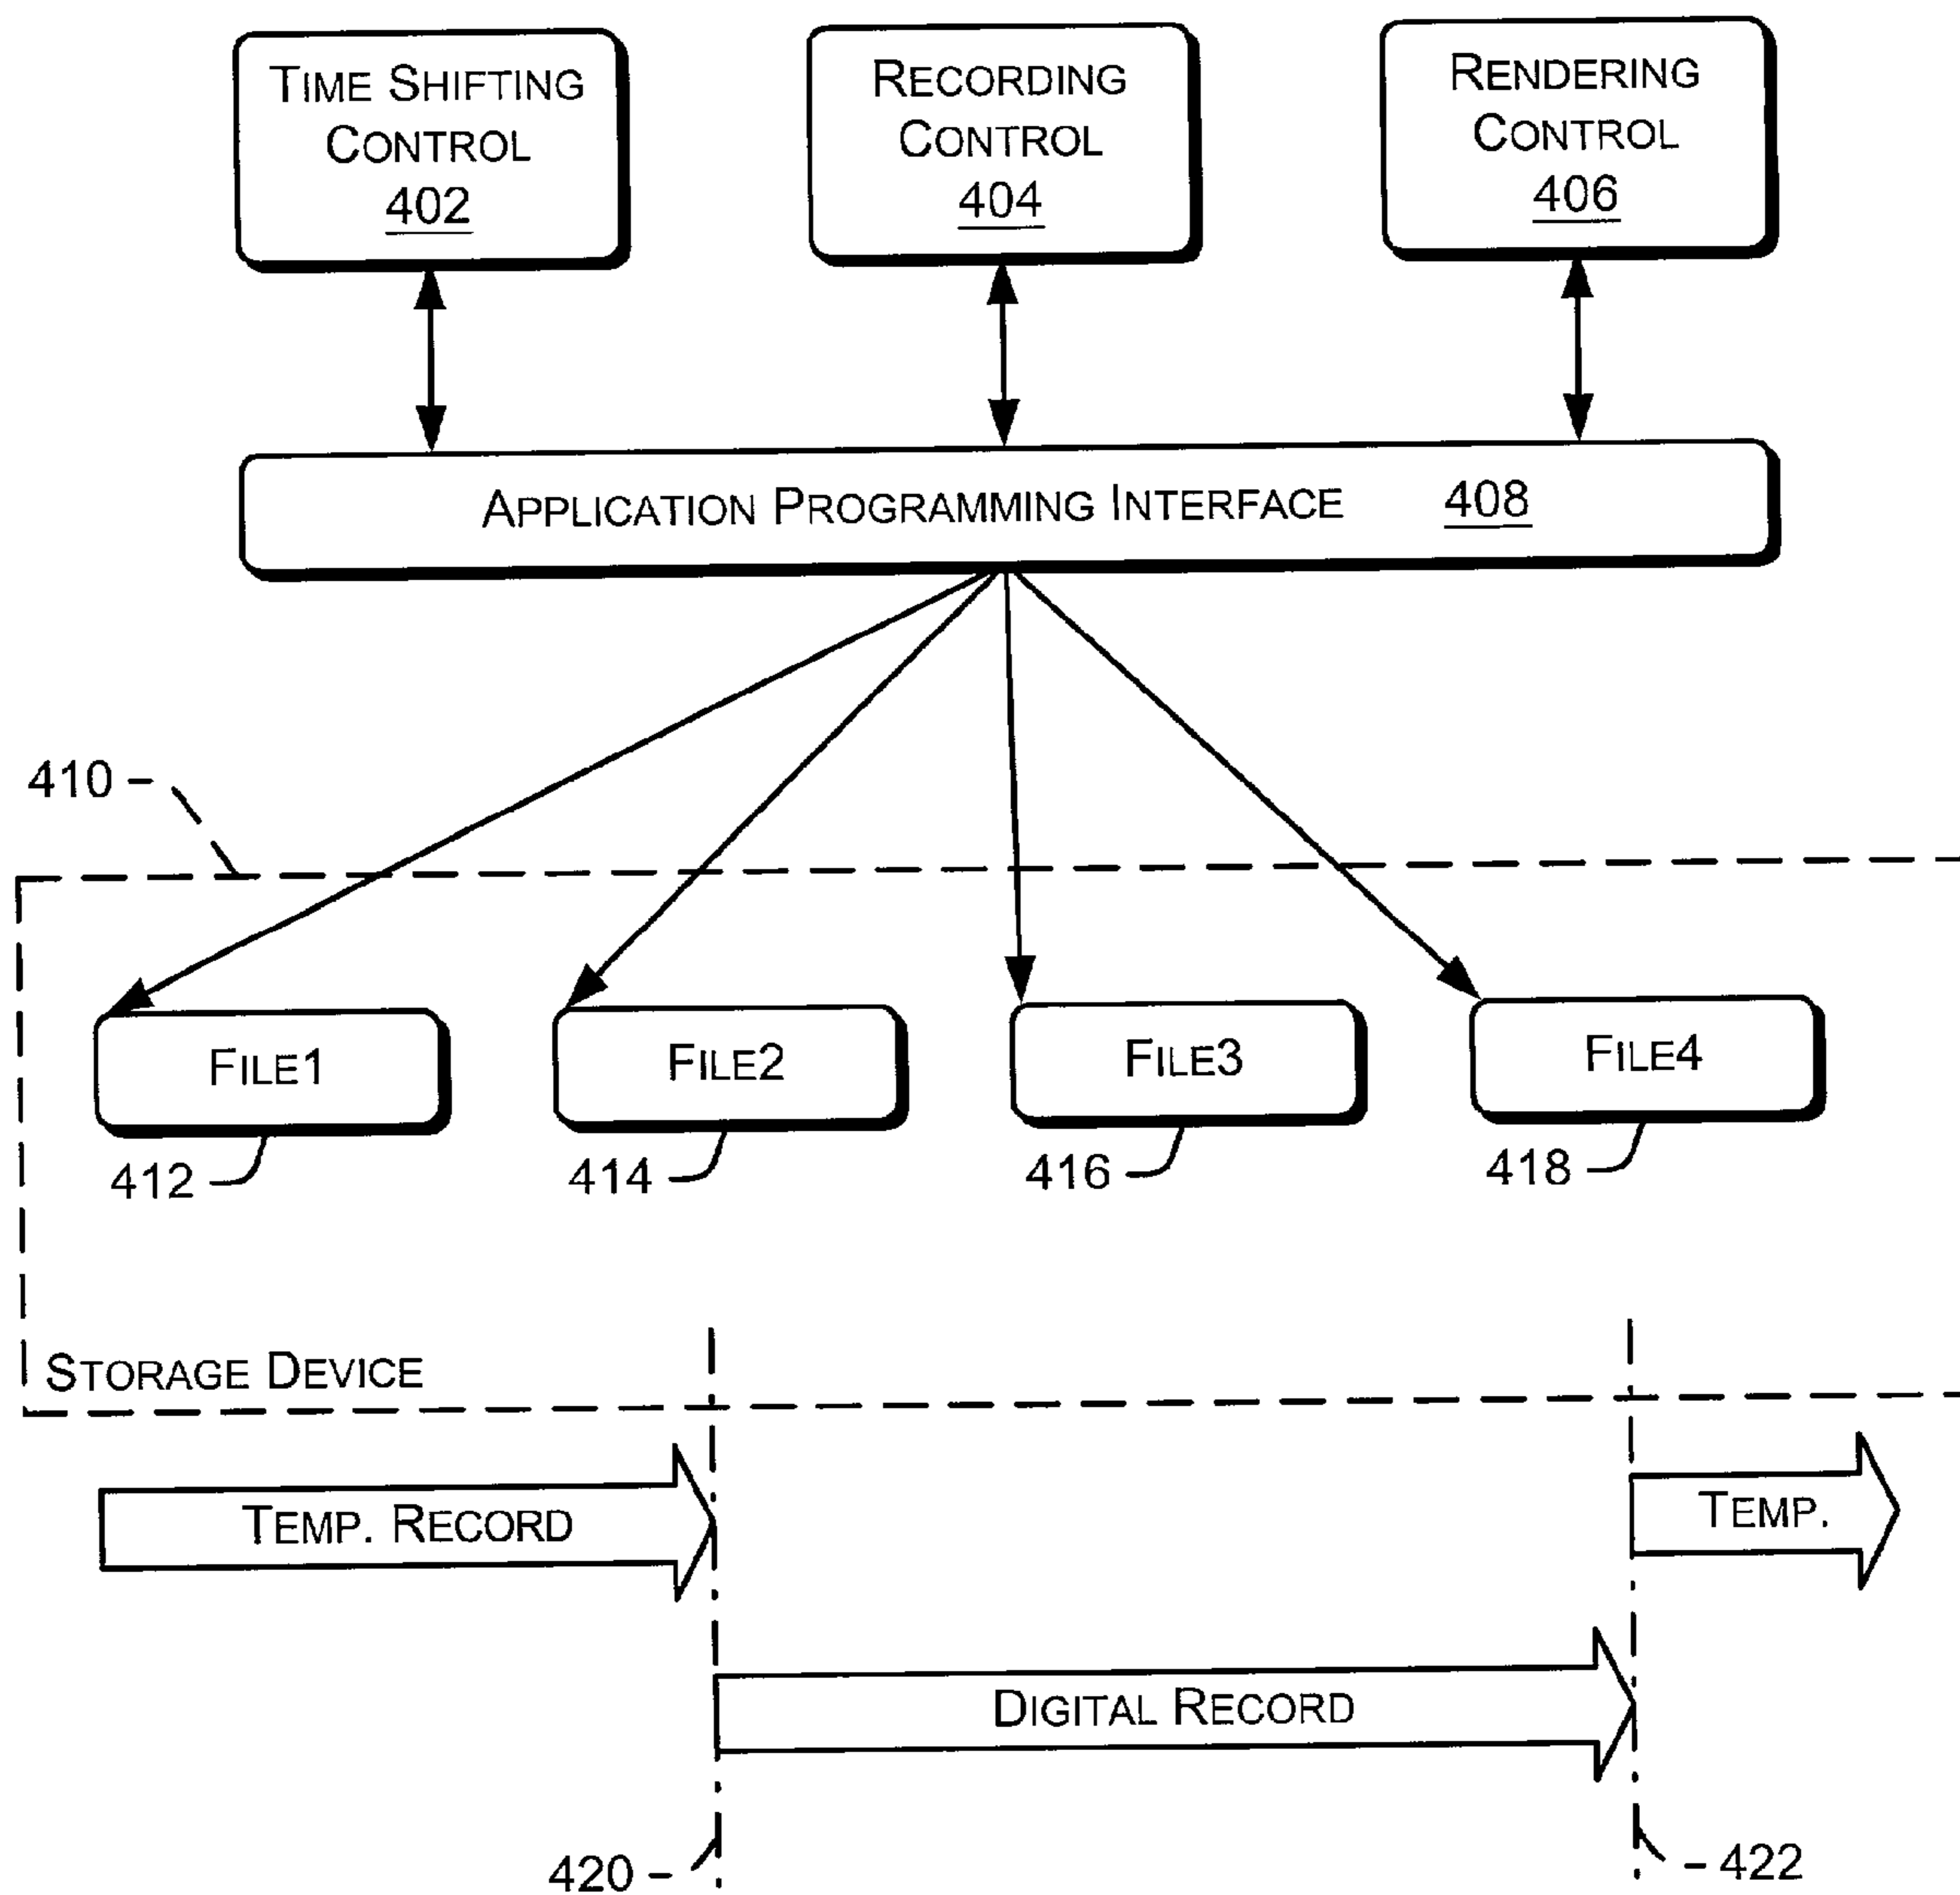 TIME SHIFTING
CONTROL
402
RECORDING
CONTROL
404
RENDERING
CONTROL
406
APPLICATION PROGRAMMING INTERFACE 408
410
FILE1
FILE2
FILE3
FILE4
412
414
416
418
STORAGE DEVICE
TEMP. RECORD
TEMP.
DIGITAL RECORD
420
422